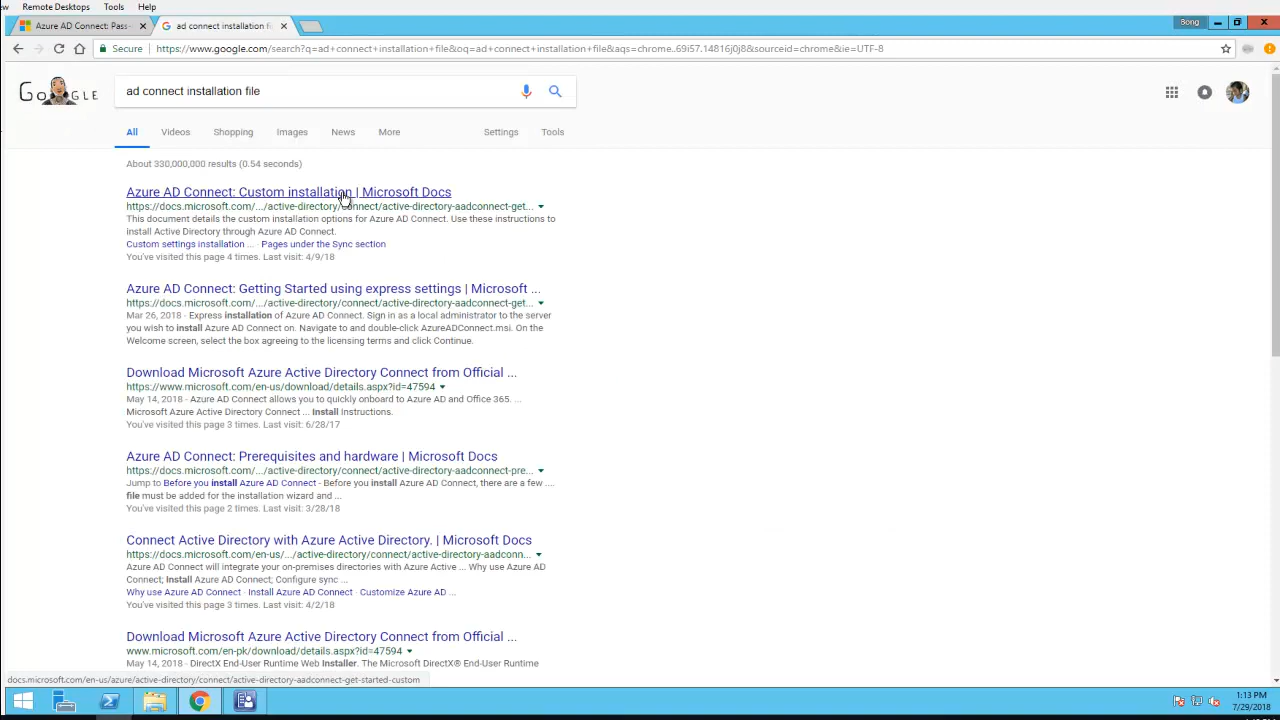 Remote Desktops Tools Help
Azure AD Connect: Pass-
ad connect installation fi
Bong
Secure https://www.google.com/search?q=ad+connect+installation+file&oq=ad+connect+installation+file&aqs=chrome..69i57.14816j0j8&sourceid=chrome&ie=UTF-8
ad connect installation file
All Videos Shopping Images News More Settings Tools
About 330,000,000 results (0.54 seconds)
Azure AD Connect: Custom installation | Microsoft Docs
https://docs.microsoft.com/.../active-directory/connect/active-directory-aadconnect-get...
This document details the custom installation options for Azure AD Connect. Use these instructions to
install Active Directory through Azure AD Connect.
Custom settings installation ... · Pages under the Sync section
You've visited this page 4 times. Last visit: 4/9/18
Azure AD Connect: Getting Started using express settings | Microsoft ...
https://docs.microsoft.com/.../active-directory/connect/active-directory-aadconnect-get...
Mar 26, 2018 - Express installation of Azure AD Connect. Sign in as a local administrator to the server
you wish to install Azure AD Connect on. Navigate to and double-click AzureADConnect.msi. On the
Welcome screen, select the box agreeing to the licensing terms and click Continue.
Download Microsoft Azure Active Directory Connect from Official ...
https://www.microsoft.com/en-us/download/details.aspx?id=47594
May 14, 2018 - Azure AD Connect allows you to quickly onboard to Azure AD and Office 365. ...
Microsoft Azure Active Directory Connect ... Install Instructions.
You've visited this page 3 times. Last visit: 6/28/17
Azure AD Connect: Prerequisites and hardware | Microsoft Docs
https://docs.microsoft.com/.../active-directory/connect/active-directory-aadconnect-pre...
Jump to Before you install Azure AD Connect - Before you install Azure AD Connect, there are a few ....
file must be added for the installation wizard and ...
You've visited this page 2 times. Last visit: 3/28/18
Connect Active Directory with Azure Active Directory. | Microsoft Docs
https://docs.microsoft.com/en-us/.../active-directory/connect/active-directory-aadconn...
Azure AD Connect will integrate your on-premises directories with Azure Active ... Why use Azure AD
Connect; Install Azure AD Connect; Configure sync ...
Why use Azure AD Connect · Install Azure AD Connect · Customize Azure AD ...
You've visited this page 3 times. Last visit: 4/2/18
Download Microsoft Azure Active Directory Connect from Official ...
www.microsoft.com/en-pk/download/details.aspx?id=47594
May 14, 2018 - DirectX End-User Runtime Web Installer. The Microsoft DirectX® End-User Runtime
docs.microsoft.com/en-us/azure/active-directory/connect/active-directory-aadconnect-get-started-custom
1:13 PM
7/29/2018